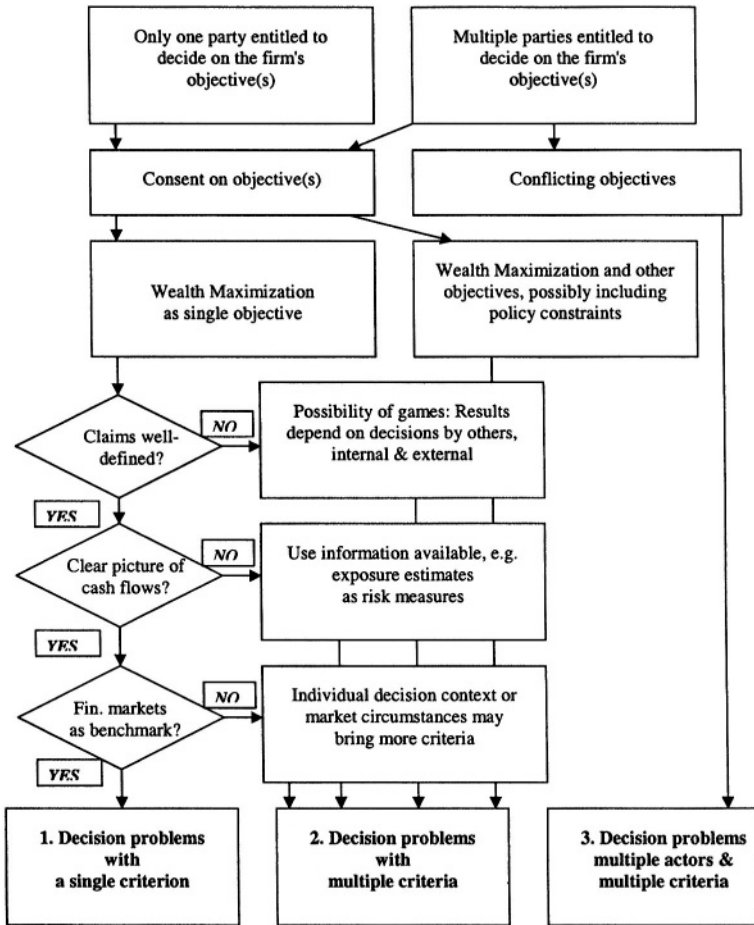 Only one party entitled to
decide on the firm's
objective(s)
Multiple parties entitled to
decide on the firm's
objective(s)
Consent on objective(s)
Conflicting objectives
Wealth Maximization
as single objective
Wealth Maximization and other
objectives, possibly including
policy constraints
Claims well-
defined?
NO
Possibility of games: Results
depend on decisions by others,
internal & external
YES
Clear picture of
cash flows?
NO
Use information available, e.g.
exposure estimates
as risk measures
YES
Fin. markets
as benchmark?
NO
Individual decision context or
market circumstances may
bring more criteria
YES
1. Decision problems
with
a single criterion
2. Decision problems
with
multiple criteria
3. Decision problems
multiple actors &
multiple criteria